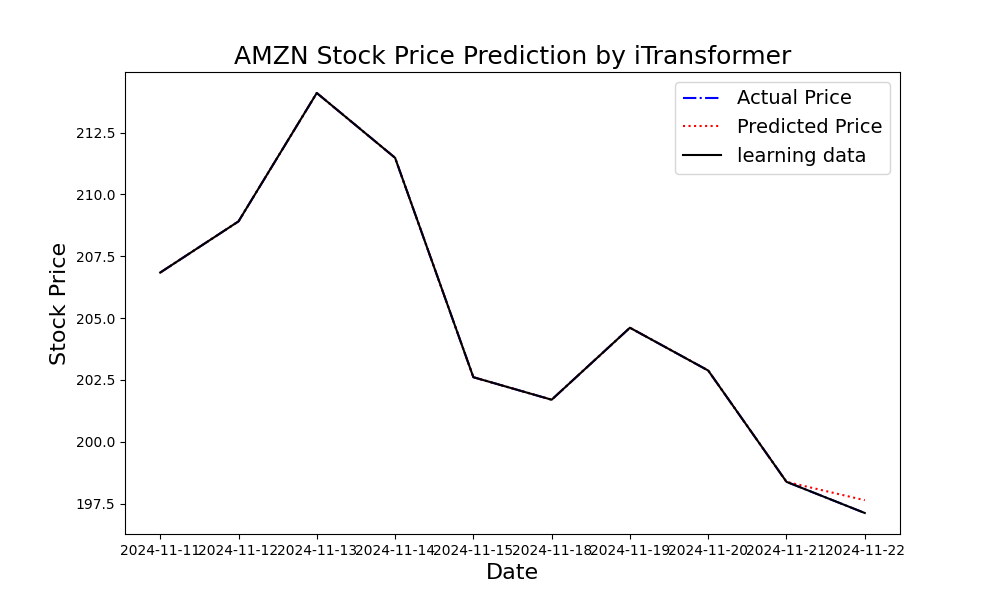 AMZN Stock Price Prediction by iTransformer
Actual Price
Predicted Price
learning data
212.5
210.0
207.5
205.0
202.5
200.0
197.5
Stock Price
2024-11-11 2024-11-12 2024-11-13 2024-11-14 2024-11-15 2024-11-18 2024-11-19 2024-11-20 2024-11-21 2024-11-22
Date